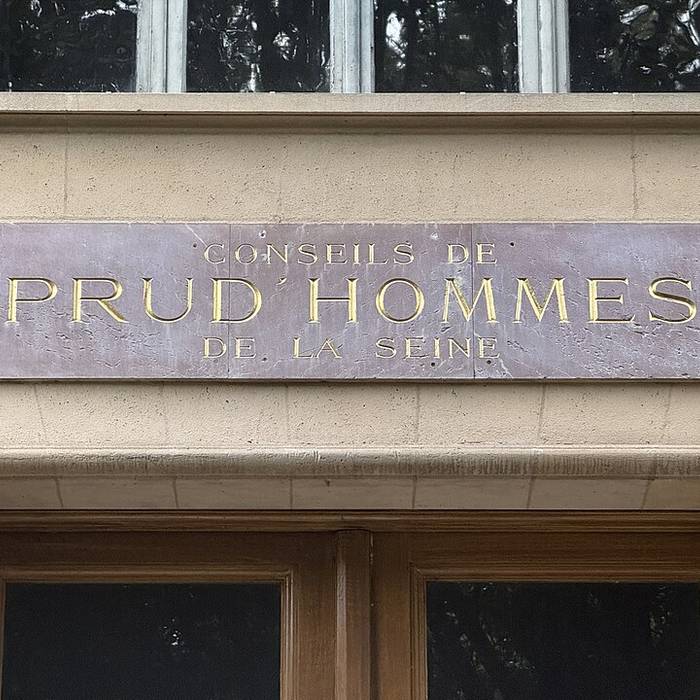 CONSEILS DE
PRUD'HOMMES
DE LA SEINE